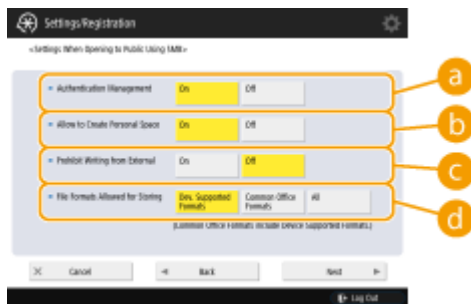 Settings/Registration
<Settings When Opening to Public Using SMB>
Authentication Management On Off a
Allow to Create Personal Space On Off b
Prohibit Writing from External On Off c
File Formats Allowed for Storing Dev. Supported Formats Common Office Formats All d
(Common Office Formats Include Device Supported Formats.)
Cancel Back Next
Log Out